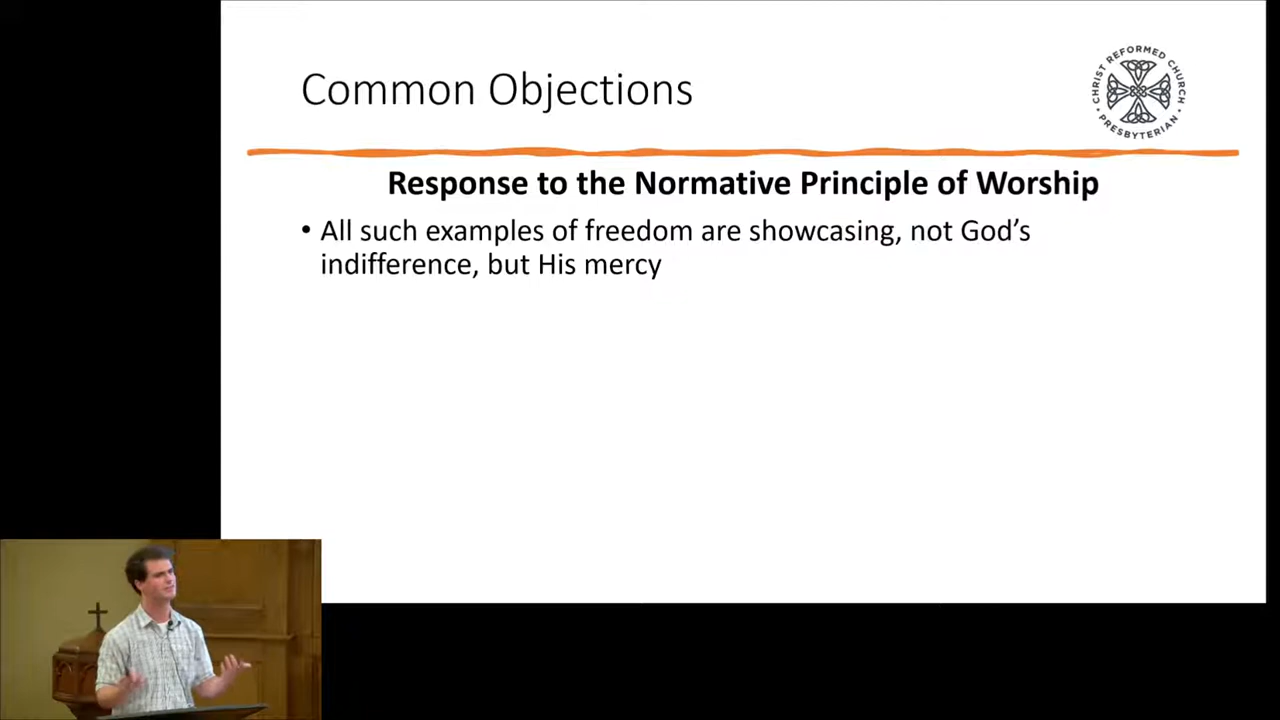 Common Objections
CHRIST REFORMED CHURCH
• PRESBYTERIAN •
Response to the Normative Principle of Worship
• All such examples of freedom are showcasing, not God's
indifference, but His mercy